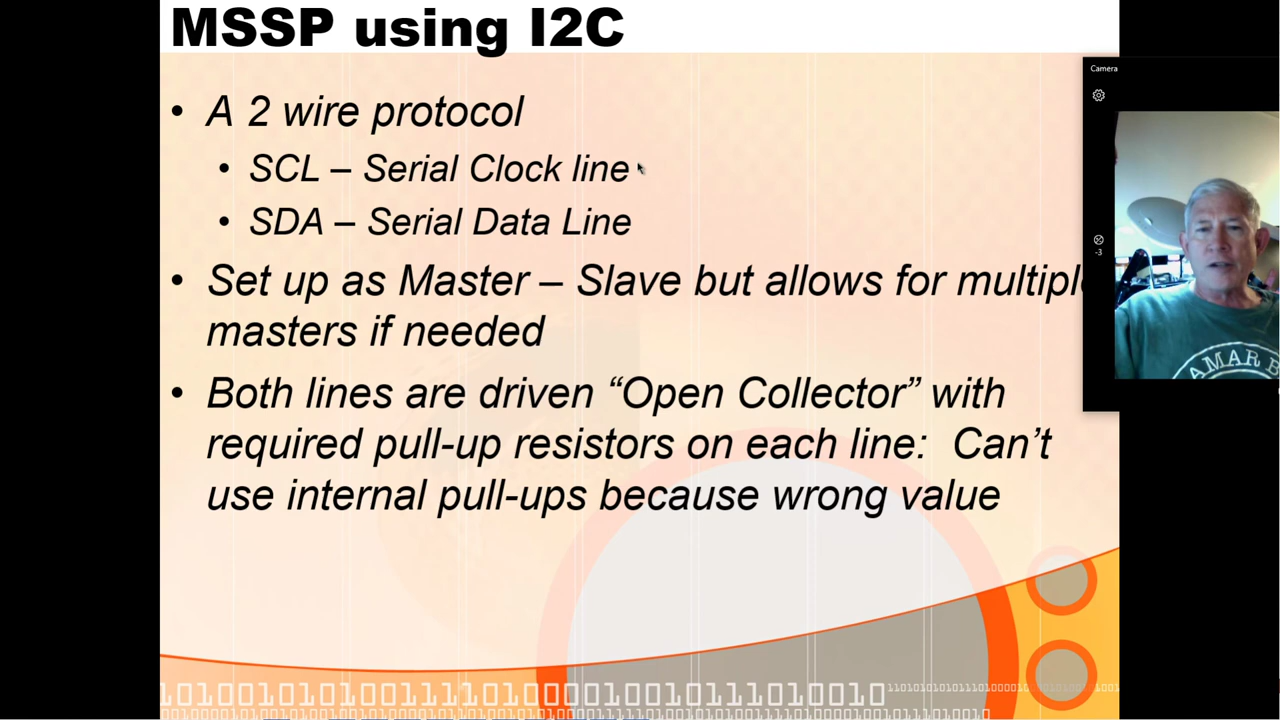 MSSP using I2C
• A 2 wire protocol
• SCL – Serial Clock line
• SDA – Serial Data Line
• Set up as Master – Slave but allows for multipl
masters if needed
• Both lines are driven “Open Collector” with
required pull-up resistors on each line:  Can’t
use internal pull-ups because wrong value
Camera
-3
AMAR B